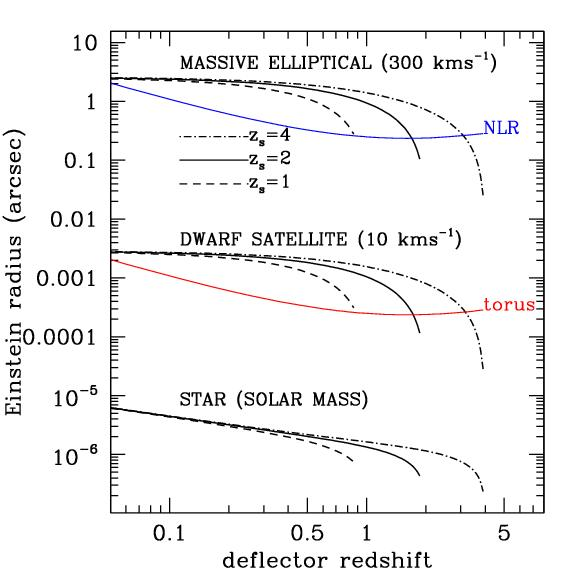 10
MASSIVE ELLIPTICAL (300 kms⁻¹)
1
NLR
z_s=4
0.1
z_s=2
z_s=1
0.01
DWARF SATELLITE (10 kms⁻¹)
0.001
torus
0.0001
10⁻⁵
STAR (SOLAR MASS)
10⁻⁶
Einstein radius (arcsec)
0.1 0.5 1 5
deflector redshift